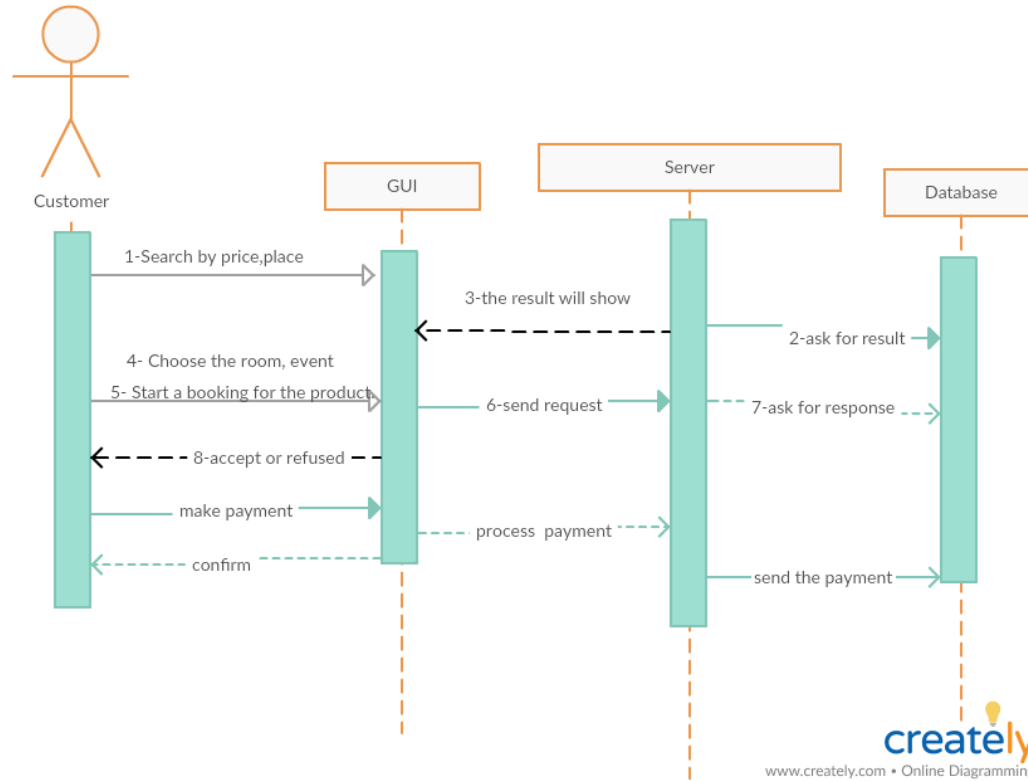 Customer
GUI
Server
Database
1-Search by price,place
3-the result will show
2-ask for result
4- Choose the room, event
5- Start a booking for the product.
6-send request
7-ask for response
8-accept or refused
make payment
process payment
confirm
send the payment
creately
www.creately.com • Online Diagrammin